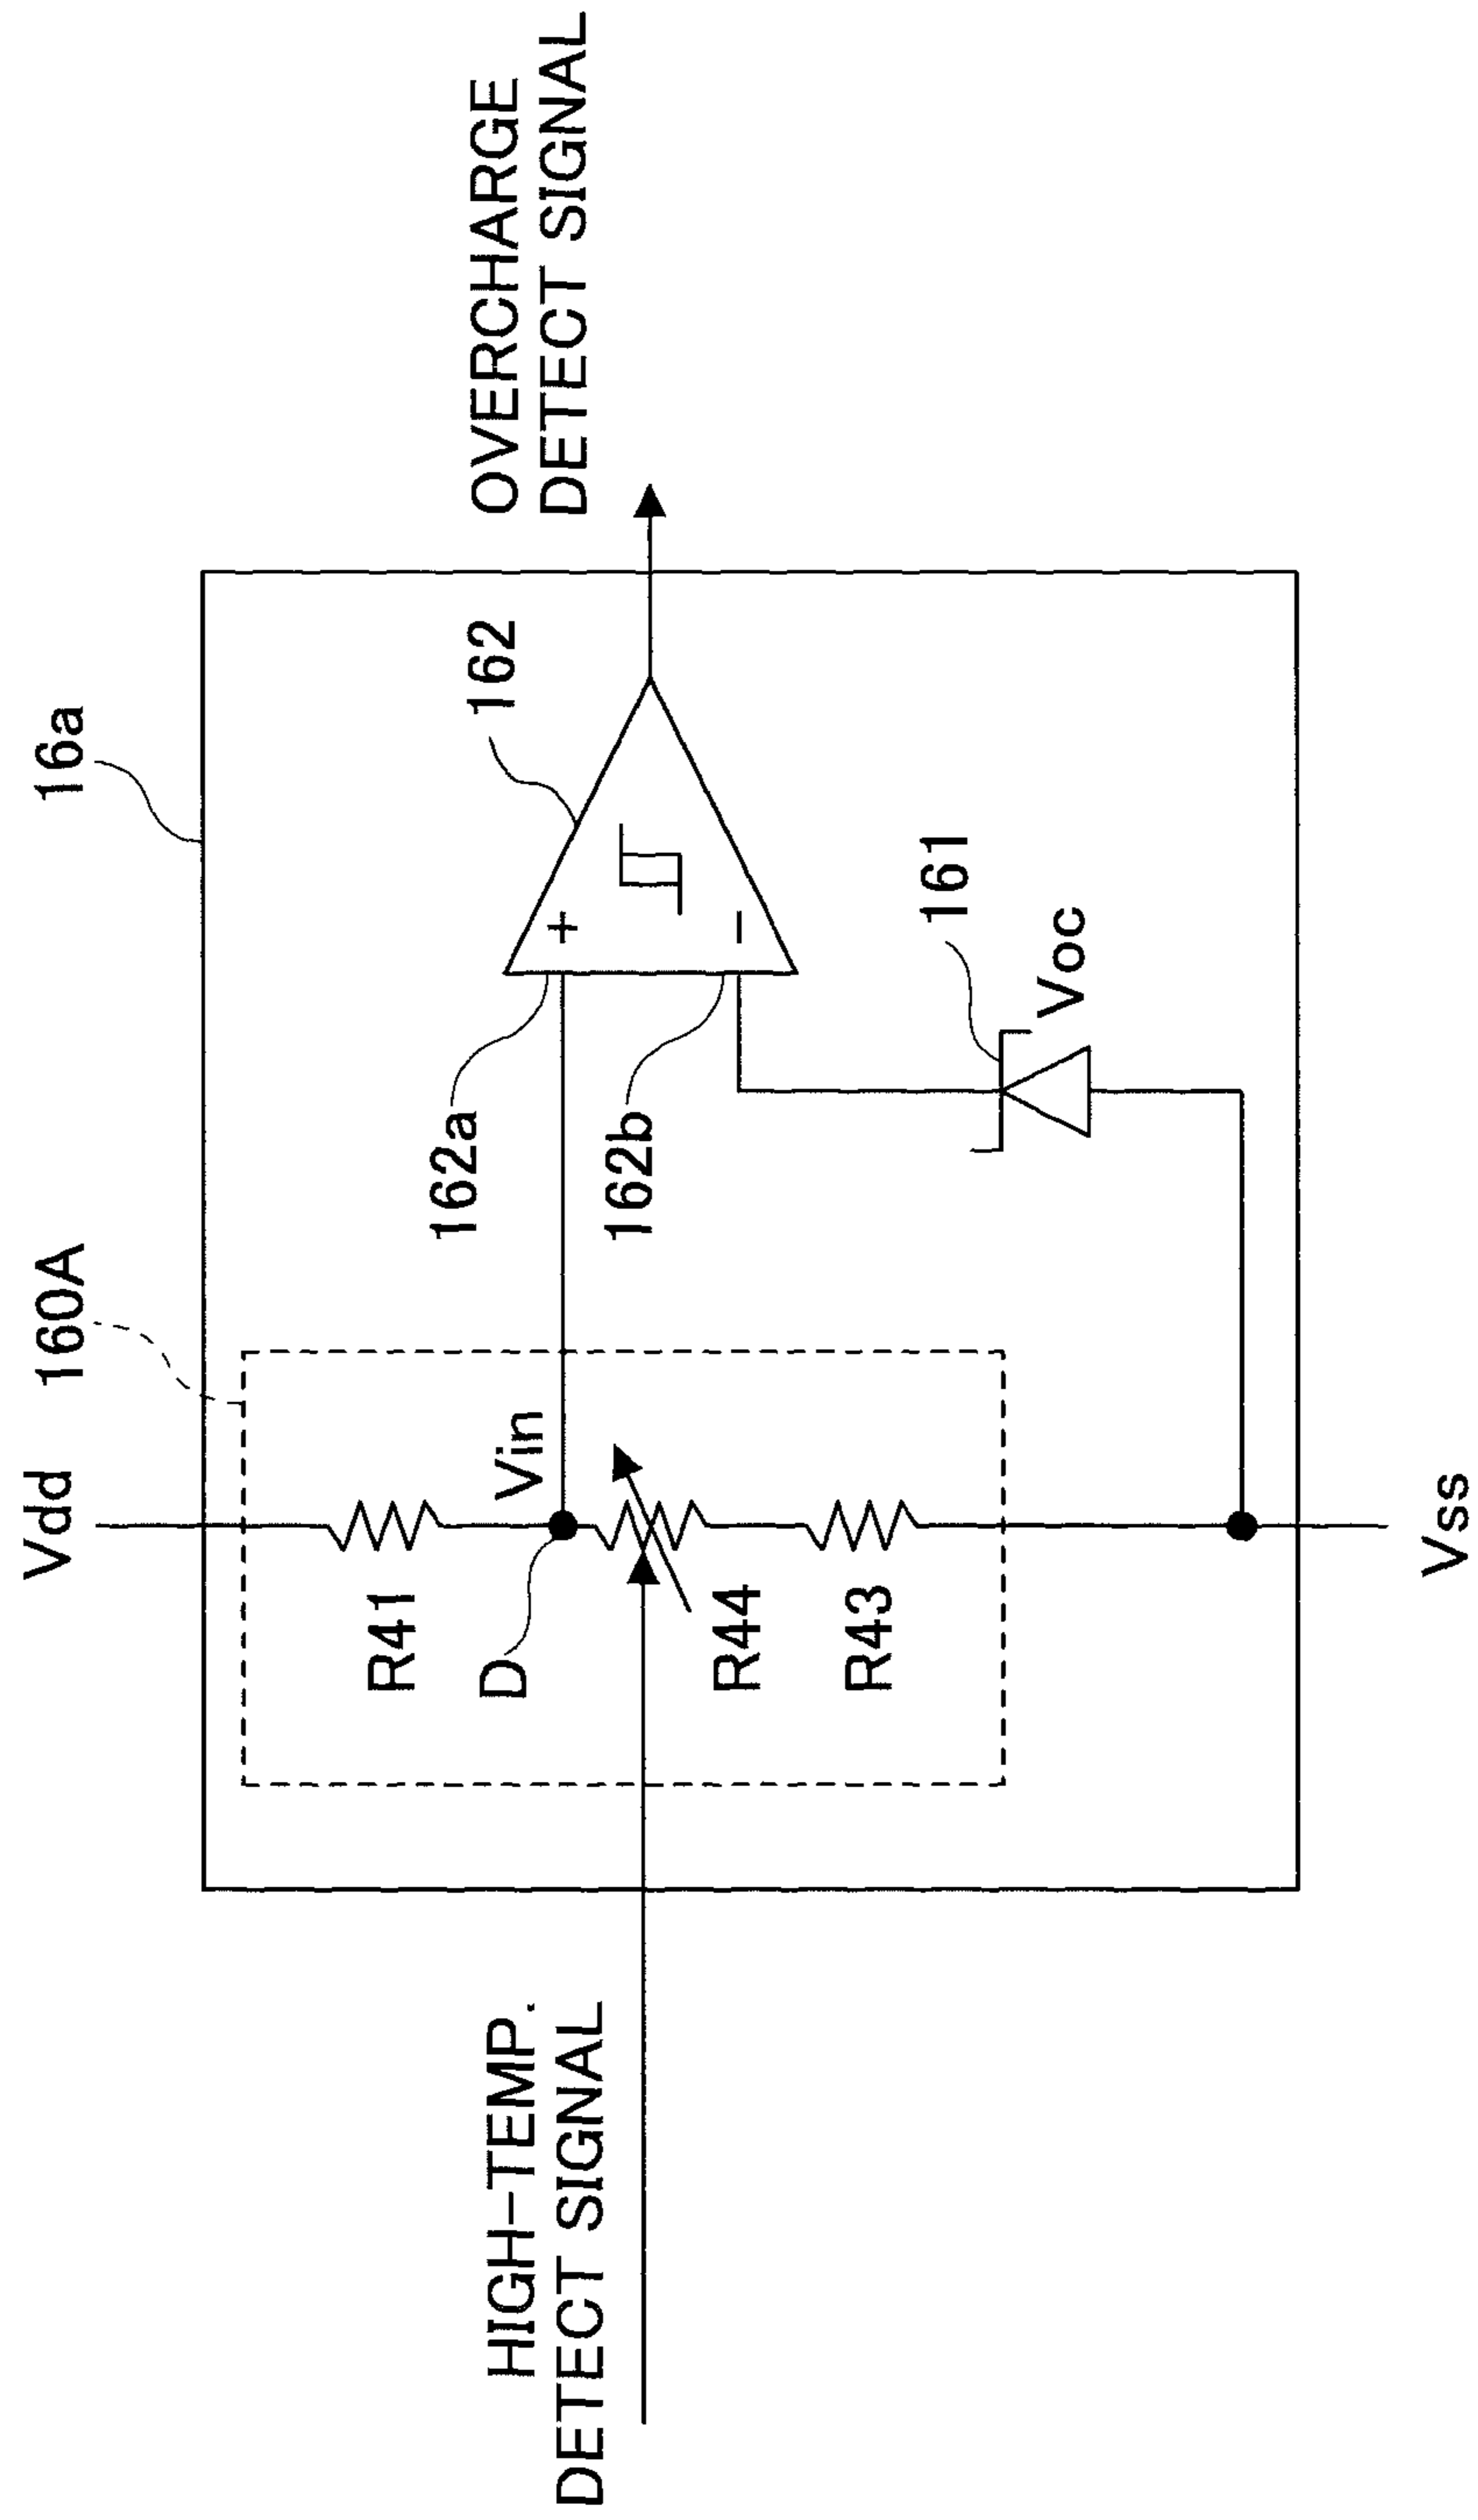 Vdd
160A
16a
R41
D
Vin
R44
R43
162a
162b
+
−
162
161
Voc
HIGH−TEMP.
DETECT SIGNAL
OVERCHARGE
DETECT SIGNAL
Vss